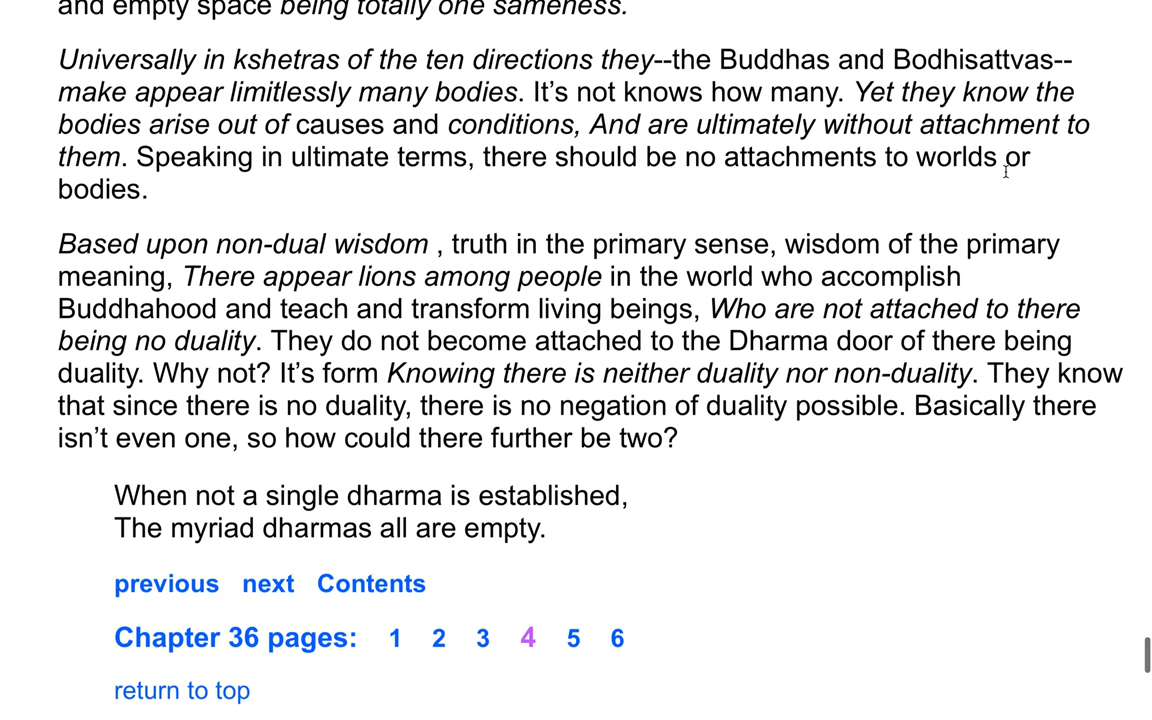 and empty space being totally one sameness.
Universally in kshetras of the ten directions they--the Buddhas and Bodhisattvas--
make appear limitlessly many bodies. It’s not knows how many. Yet they know the
bodies arise out of causes and conditions, And are ultimately without attachment to
them. Speaking in ultimate terms, there should be no attachments to worlds or
bodies.
Based upon non-dual wisdom , truth in the primary sense, wisdom of the primary
meaning, There appear lions among people in the world who accomplish
Buddhahood and teach and transform living beings, Who are not attached to there
being no duality. They do not become attached to the Dharma door of there being
duality. Why not? It’s form Knowing there is neither duality nor non-duality. They know
that since there is no duality, there is no negation of duality possible. Basically there
isn’t even one, so how could there further be two?
When not a single dharma is established,
The myriad dharmas all are empty.
previous next Contents
Chapter 36 pages: 1 2 3 4 5 6
return to top